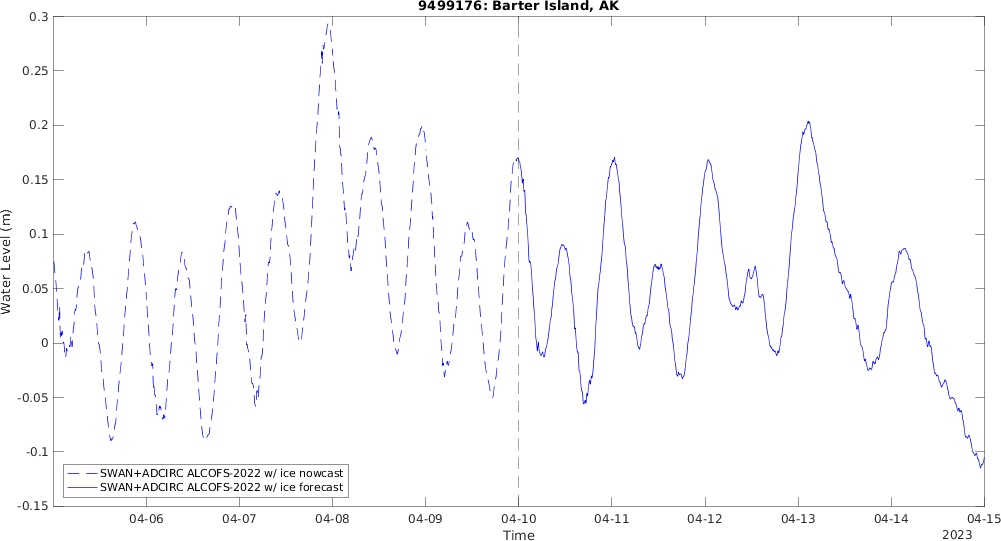 9499176: Barter Island, AK
0.3
0.25
0.2
0.15
0.1
0.05
0
-0.05
-0.1
-0.15
Water Level (m)
SWAN+ADCIRC ALCOFS-2022 w/ ice nowcast
SWAN+ADCIRC ALCOFS-2022 w/ ice forecast
04-06 04-07 04-08 04-09 04-10 04-11 04-12 04-13 04-14 04-15
Time
2023